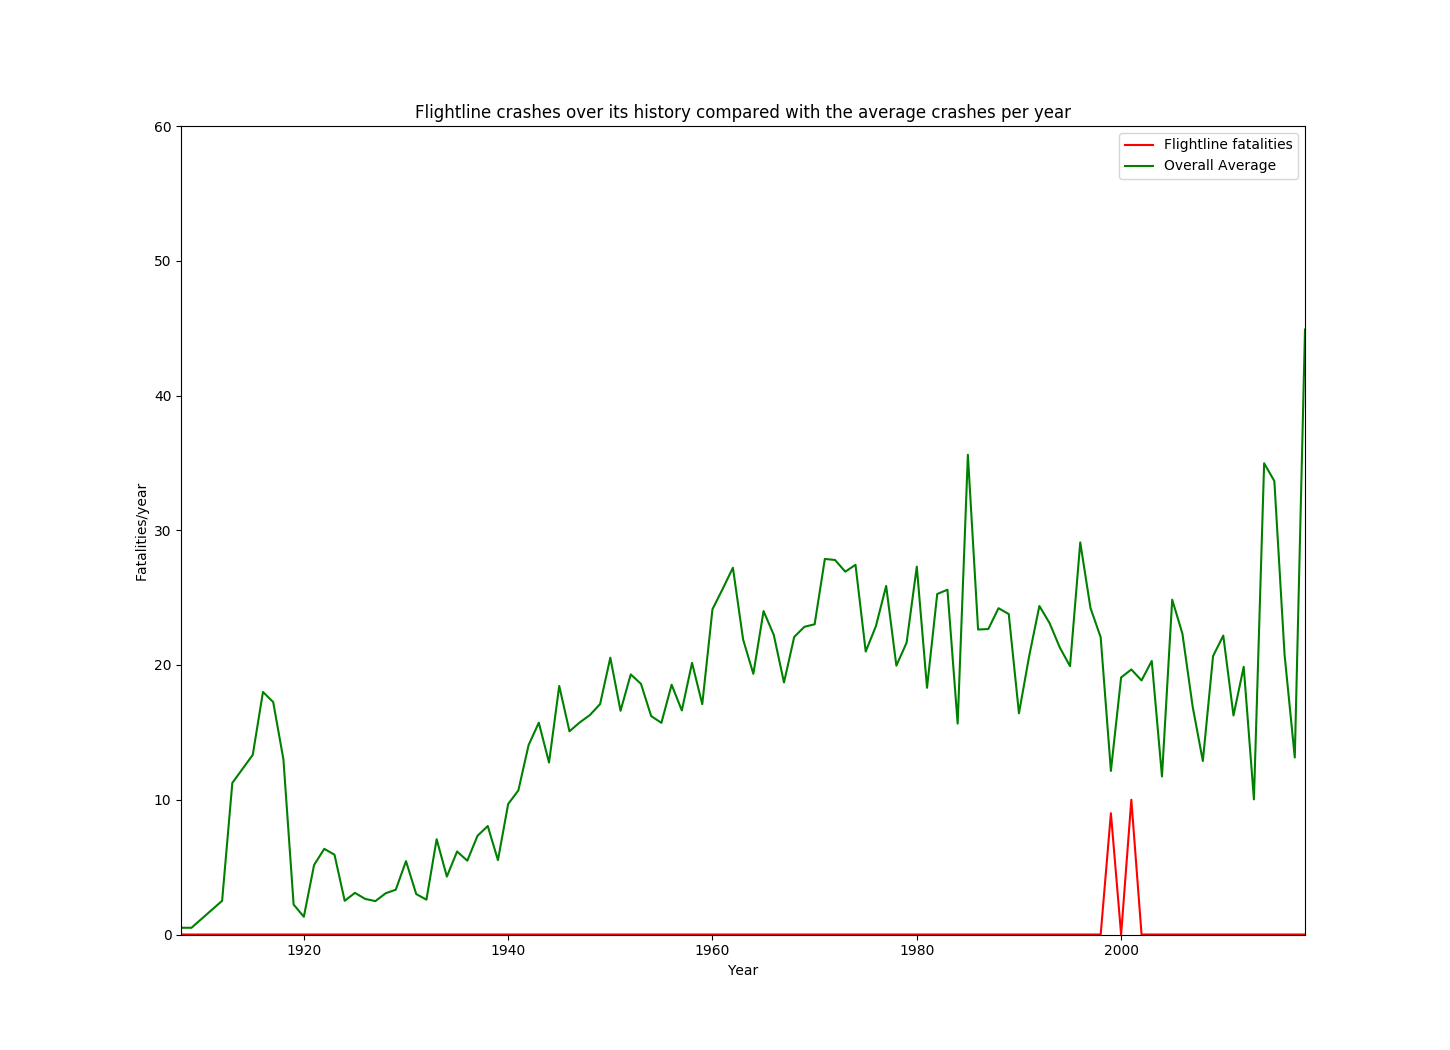 Flightline crashes over its history compared with the average crashes per year
60
50
40
30
20
10
0
Fatalities/year
Flightline fatalities
Overall Average
1920
1940
1960
1980
2000
Year